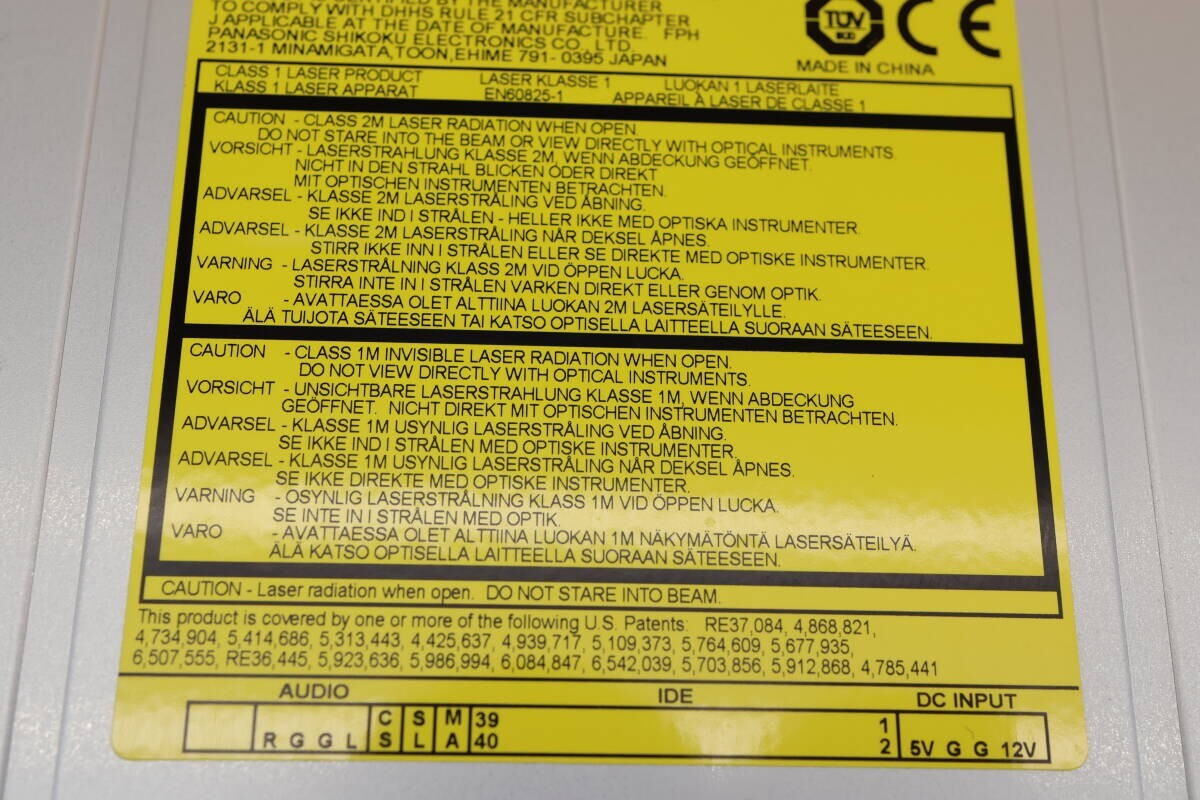 CERTIFIED BY THE MANUFACTURER
TO COMPLY WITH DHHS RULE 21 CFR SUBCHAPTER
J APPLICABLE AT THE DATE OF MANUFACTURE. FPH
PANASONIC SHIKOKU ELECTRONICS CO., LTD.
2131-1 MINAMIGATA,TOON,EHIME 791- 0395 JAPAN
TÜV
CE
MADE IN CHINA
CLASS 1 LASER PRODUCT LASER KLASSE 1 LUOKAN 1 LASERLAITE
KLASS 1 LASER APPARAT EN60825-1 APPAREIL À LASER DE CLASSE 1
CAUTION - CLASS 2M LASER RADIATION WHEN OPEN.
DO NOT STARE INTO THE BEAM OR VIEW DIRECTLY WITH OPTICAL INSTRUMENTS.
VORSICHT - LASERSTRAHLUNG KLASSE 2M, WENN ABDECKUNG GEÖFFNET.
NICHT IN DEN STRAHL BLICKEN ODER DIREKT
MIT OPTISCHEN INSTRUMENTEN BETRACHTEN.
ADVARSEL - KLASSE 2M LASERSTRÅLING VED ÅBNING.
SE IKKE IND I STRÅLEN - HELLER IKKE MED OPTISKA INSTRUMENTER.
ADVARSEL - KLASSE 2M LASERSTRÅLING NÅR DEKSEL ÅPNES.
STIRR IKKE INN I STRÅLEN ELLER SE DIREKTE MED OPTISKE INSTRUMENTER.
VARNING - LASERSTRÅLNING KLASS 2M VID ÖPPEN LUCKA.
STIRRA INTE IN I STRÅLEN VARKEN DIREKT ELLER GENOM OPTIK.
VARO - AVATTAESSA OLET ALTTIINA LUOKAN 2M LASERSÄTEILYLLE.
ÄLÄ TUIJOTA SÄTEESEEN TAI KATSO OPTISELLA LAITTEELLA SUORAAN SÄTEESEEN.
CAUTION - CLASS 1M INVISIBLE LASER RADIATION WHEN OPEN.
DO NOT VIEW DIRECTLY WITH OPTICAL INSTRUMENTS.
VORSICHT - UNSICHTBARE LASERSTRAHLUNG KLASSE 1M, WENN ABDECKUNG
GEÖFFNET. NICHT DIREKT MIT OPTISCHEN INSTRUMENTEN BETRACHTEN.
ADVARSEL - KLASSE 1M USYNLIG LASERSTRÅLING VED ÅBNING.
SE IKKE IND I STRÅLEN MED OPTISKE INSTRUMENTER.
ADVARSEL - KLASSE 1M USYNLIG LASERSTRÅLING NÅR DEKSEL ÅPNES.
SE IKKE DIREKTE MED OPTISKE INSTRUMENTER.
VARNING - OSYNLIG LASERSTRÅLNING KLASS 1M VID ÖPPEN LUCKA.
SE INTE IN I STRÅLEN MED OPTIK.
VARO - AVATTAESSA OLET ALTTIINA LUOKAN 1M NÄKYMÄTÖNTÄ LASERSÄTEILYÄ.
ÄLÄ KATSO OPTISELLA LAITTEELLA SUORAAN SÄTEESEEN.
CAUTION - Laser radiation when open. DO NOT STARE INTO BEAM.
This product is covered by one or more of the following U.S. Patents: RE37,084, 4,868,821,
4,734,904, 5,414,686, 5,313,443, 4,425,637, 4,939,717, 5,109,373, 5,764,609, 5,677,935,
6,507,555, RE36,445, 5,923,636, 5,986,994, 6,084,847, 6,542,039, 5,703,856, 5,912,868, 4,785,441
AUDIO IDE DC INPUT
C S M 39 1
R G G L S L A 40 2 5V G G 12V